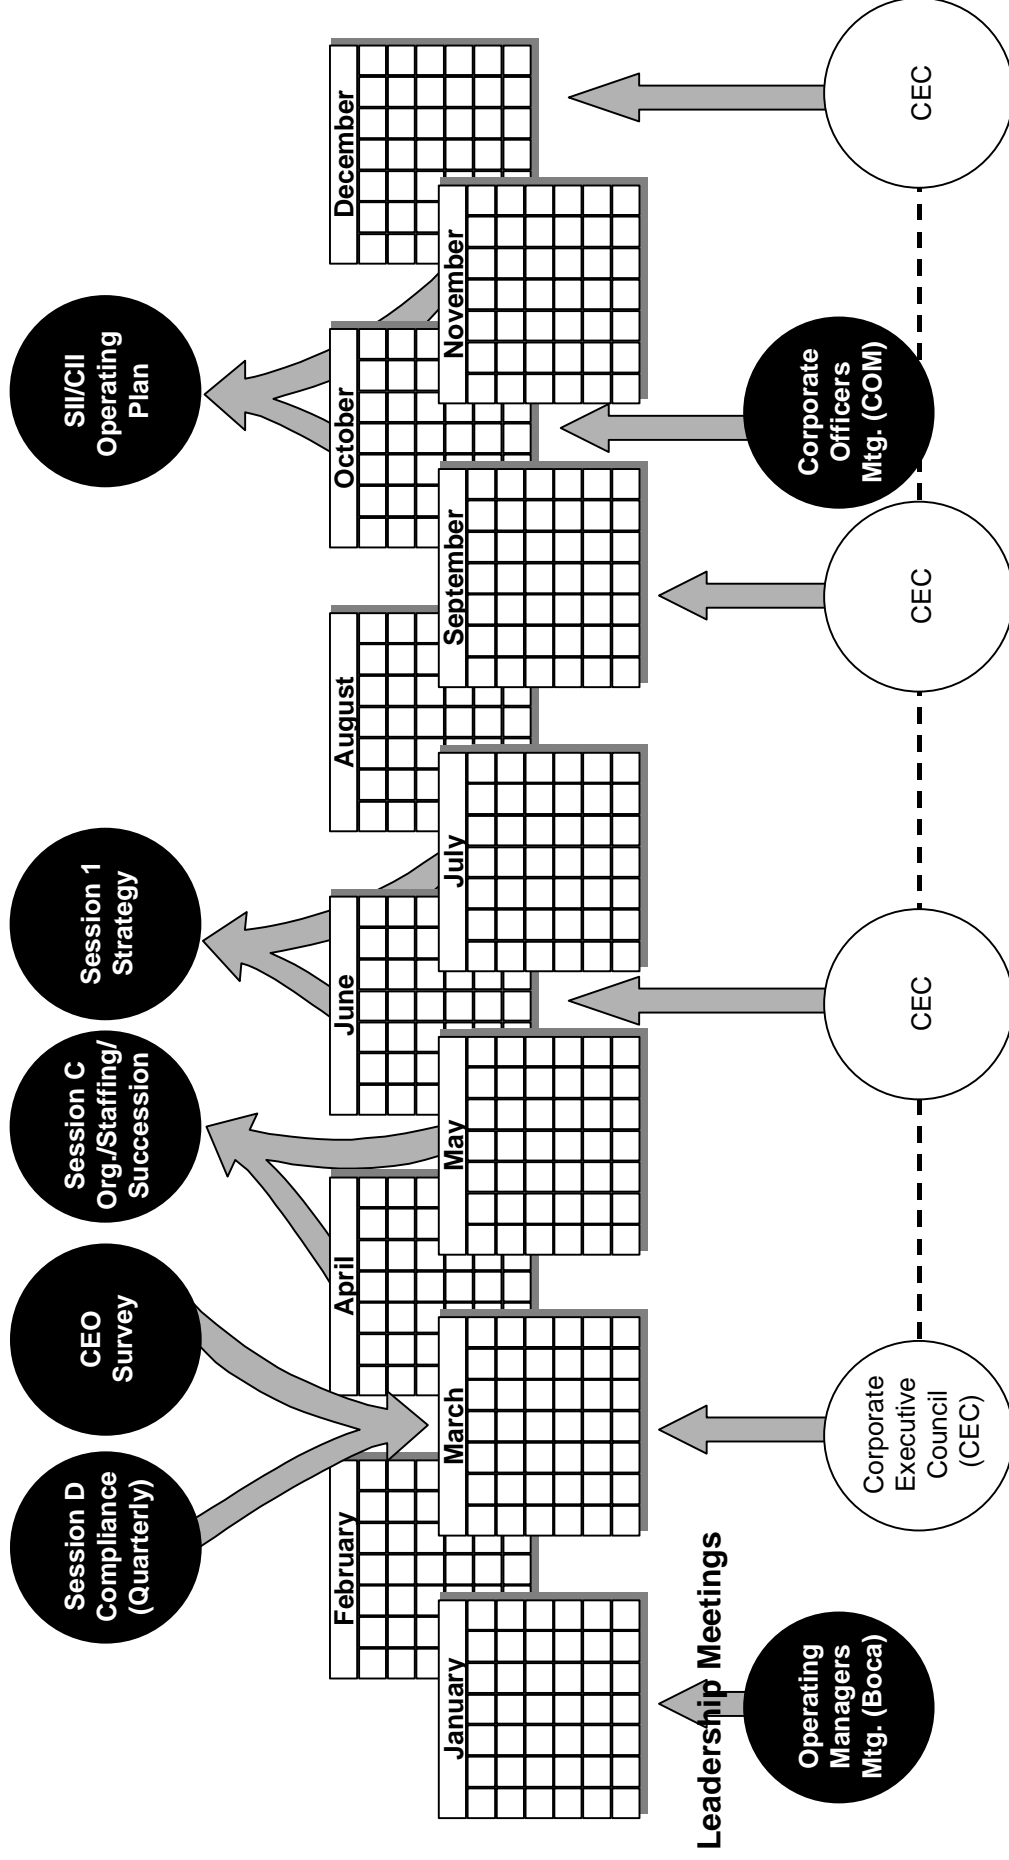 Session D
Compliance
(Quarterly)
CEO
Survey
Session C
Org./Staffing/
Succession
Session 1
Strategy
SII/CII
Operating
Plan
February
April
June
August
October
December
January
March
May
July
September
November
Leadership Meetings
Operating
Managers
Mtg. (Boca)
Corporate
Officers
Mtg. (COM)
Corporate
Executive
Council
(CEC)
CEC
CEC
CEC